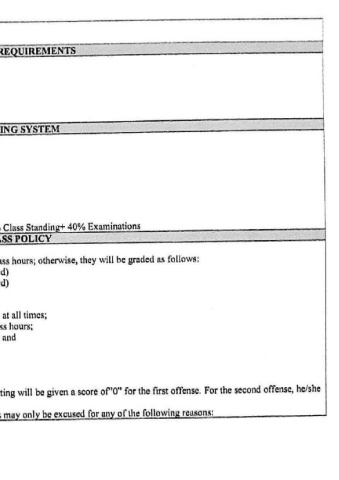 REQUIREMENTS
ING SYSTEM
Class Standing+ 40% Examinations
SS POLICY
ass hours; otherwise, they will be graded as follows:
d)
d)
at all times;
ss hours;
and
ting will be given a score of"0" for the first offense. For the second offense, he/she
may only be excused for any of the following reasons: